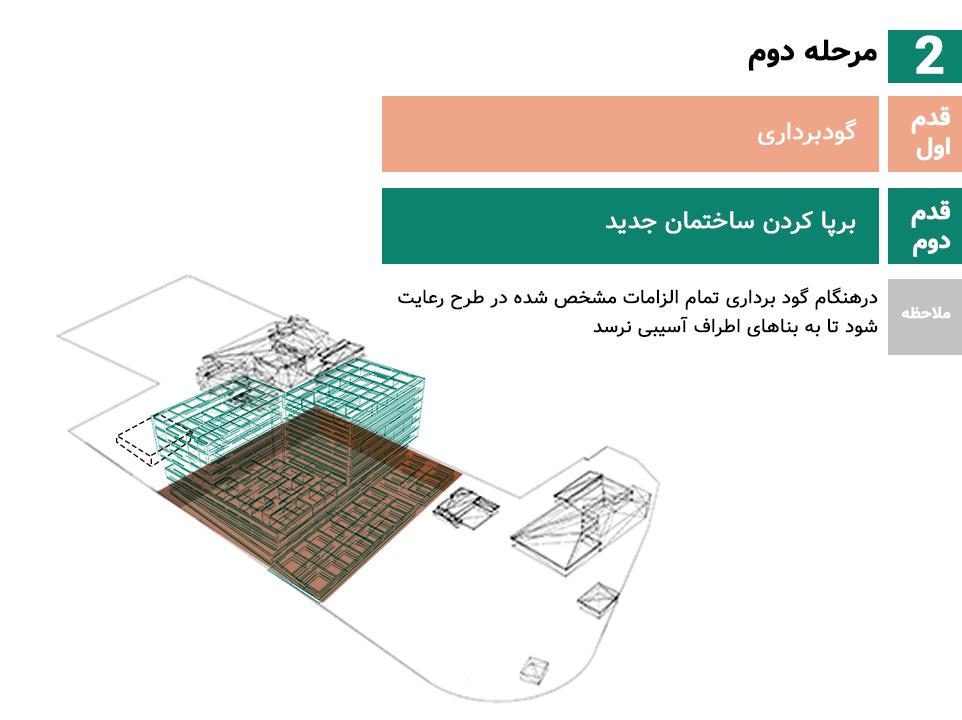 2
مرحله دوم
قدم
اول
گودبرداری
قدم
دوم
برپا کردن ساختمان جدید
ملاحظه
درهنگام گود برداری تمام الزامات مشخص شده در طرح رعایت
شود تا به بناهای اطراف آسیبی نرسد